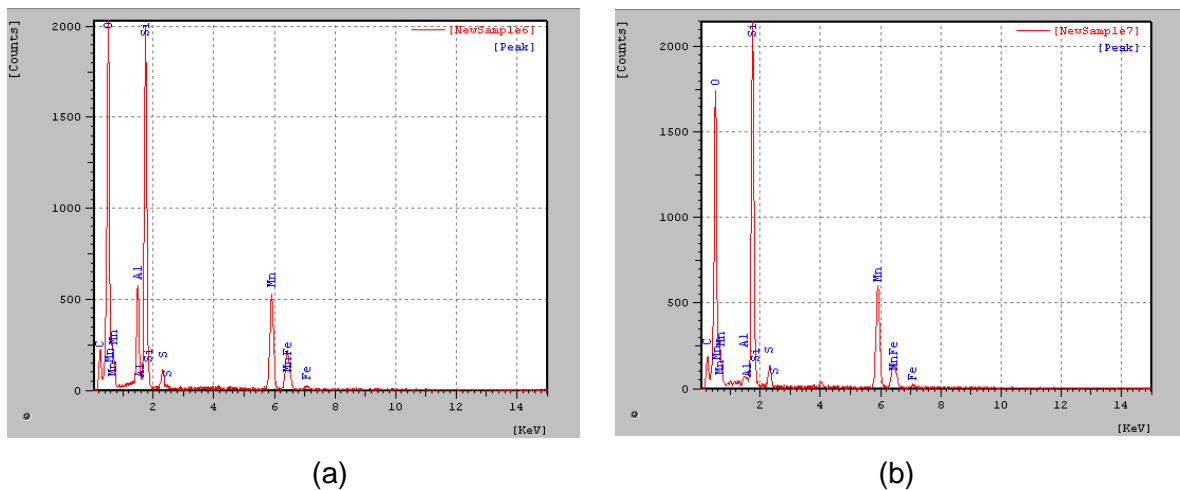 [Counts]
2000
1500
1000
500
0
O
Si
[NewSample6]
[Peak]
Al
Mn
C
Mn
Mn
Mn
Al
Si
S
S
Mn
Fe
Fe
2
4
6
8
10
12
14
[KeV]
(a)
[Counts]
2000
1500
1000
500
0
Si
[NewSample7]
[Peak]
O
Mn
C
Mn
Mn
Mn
Al
Al
Si
S
S
Mn
Fe
Fe
2
4
6
8
10
12
14
[KeV]
(b)